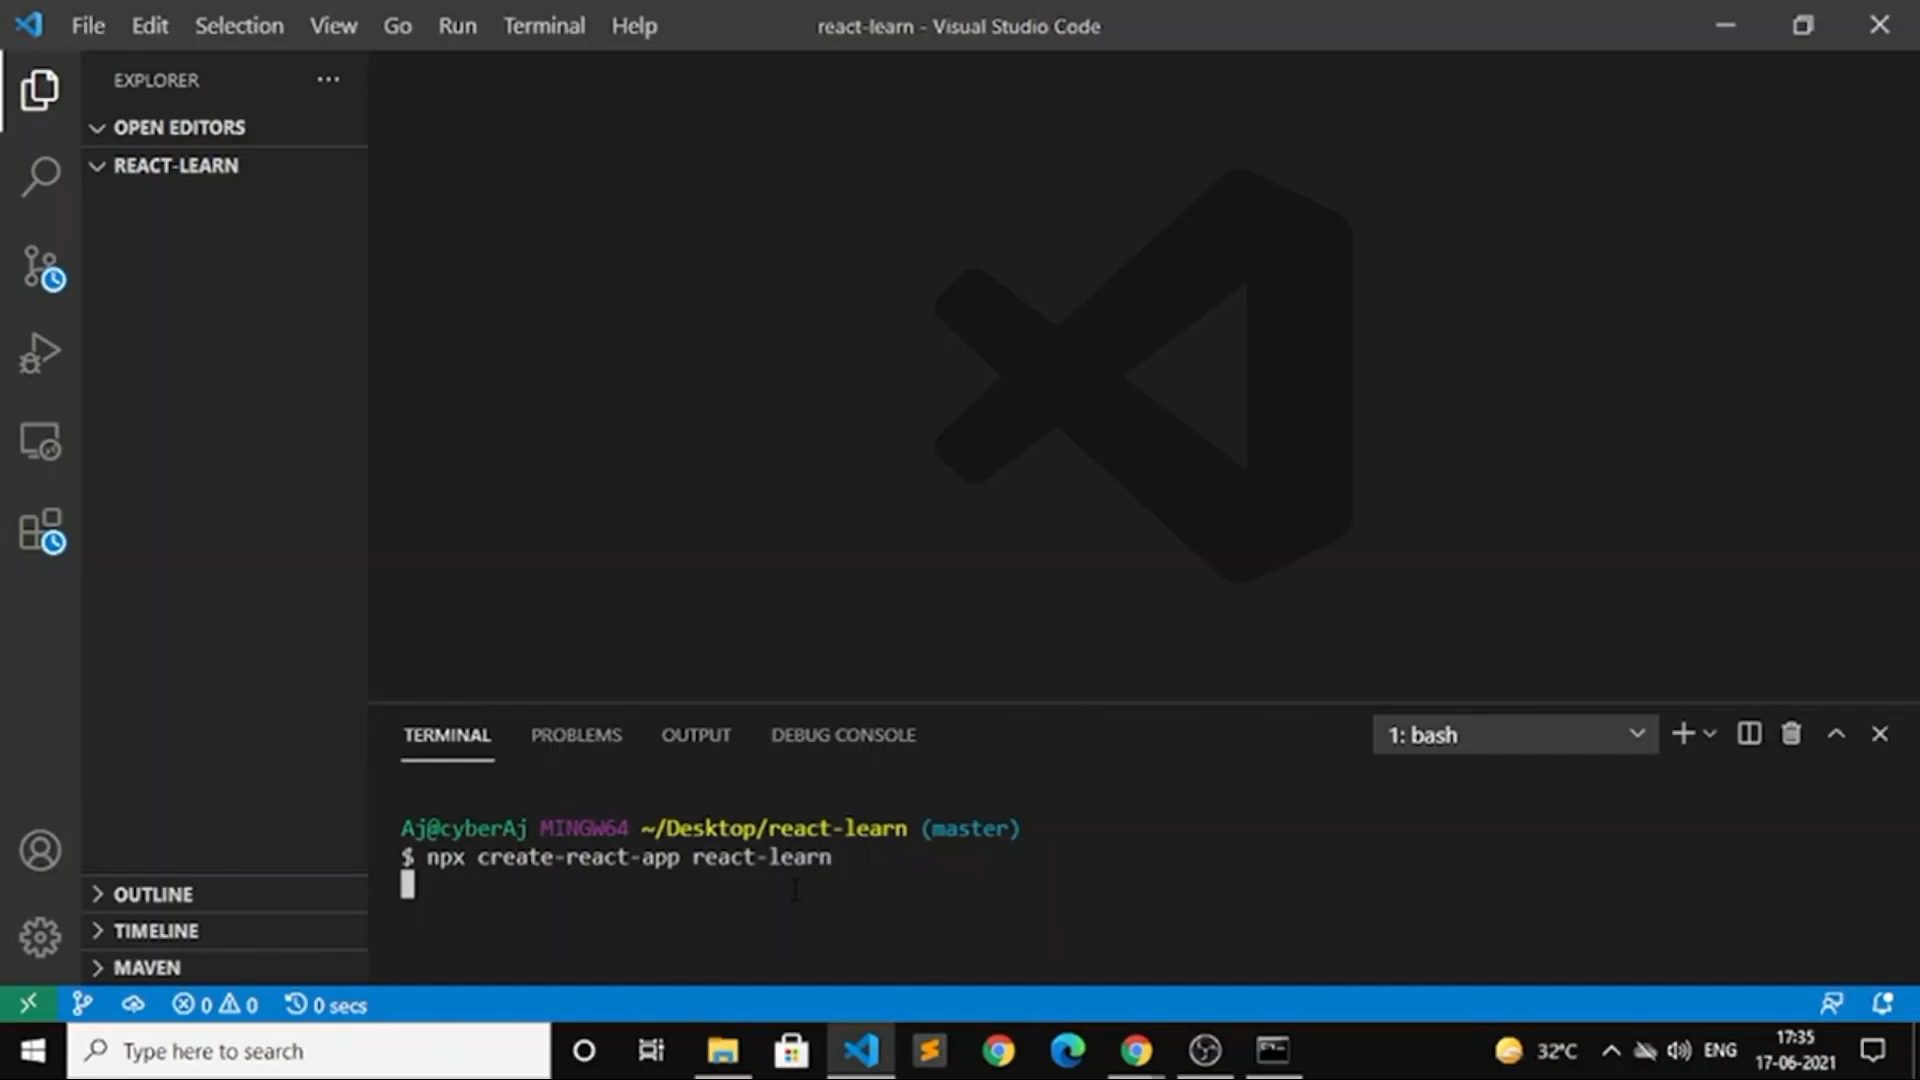 File Edit Selection View Go Run Terminal Help
react-learn - Visual Studio Code
EXPLORER
OPEN EDITORS
REACT-LEARN
TERMINAL PROBLEMS OUTPUT DEBUG CONSOLE
1: bash
Aj@cyberAj MINGW64 ~/Desktop/react-learn (master)
$ npx create-react-app react-learn
OUTLINE
TIMELINE
MAVEN
0 0 0 secs
Type here to search
32°C
ENG
17:35
17-06-2021